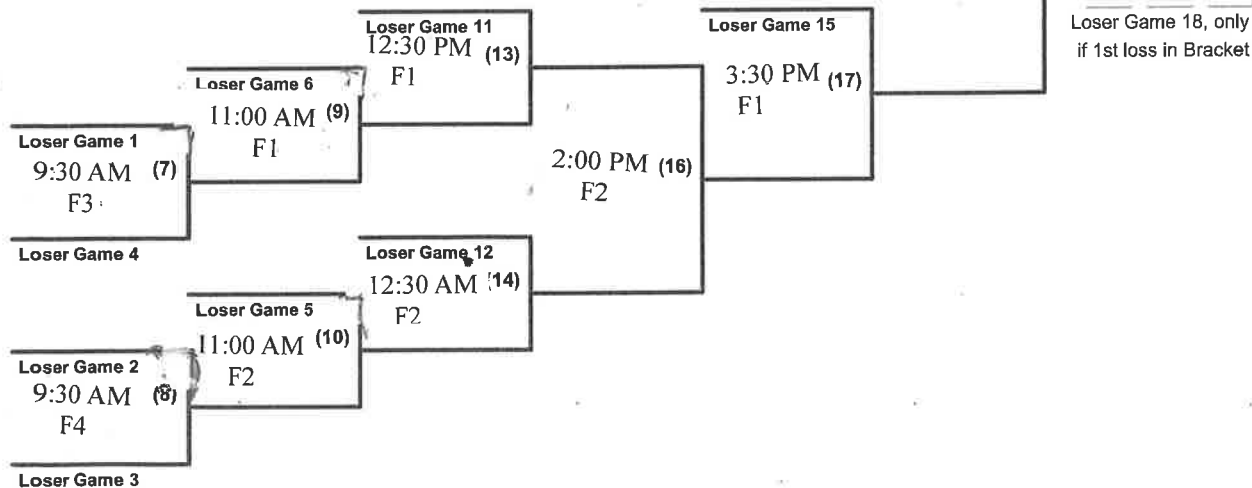 Loser Game 11
12:30 PM (13)
F1
Loser Game 15
3:30 PM (17)
F1
Loser Game 18, only
if 1st loss in Bracket
Loser Game 6
11:00 AM (9)
F1
Loser Game 1
9:30 AM (7)
F3
Loser Game 4
2:00 PM (16)
F2
Loser Game 12
12:30 AM (14)
F2
Loser Game 5
11:00 AM (10)
F2
Loser Game 2
9:30 AM (8)
F4
Loser Game 3